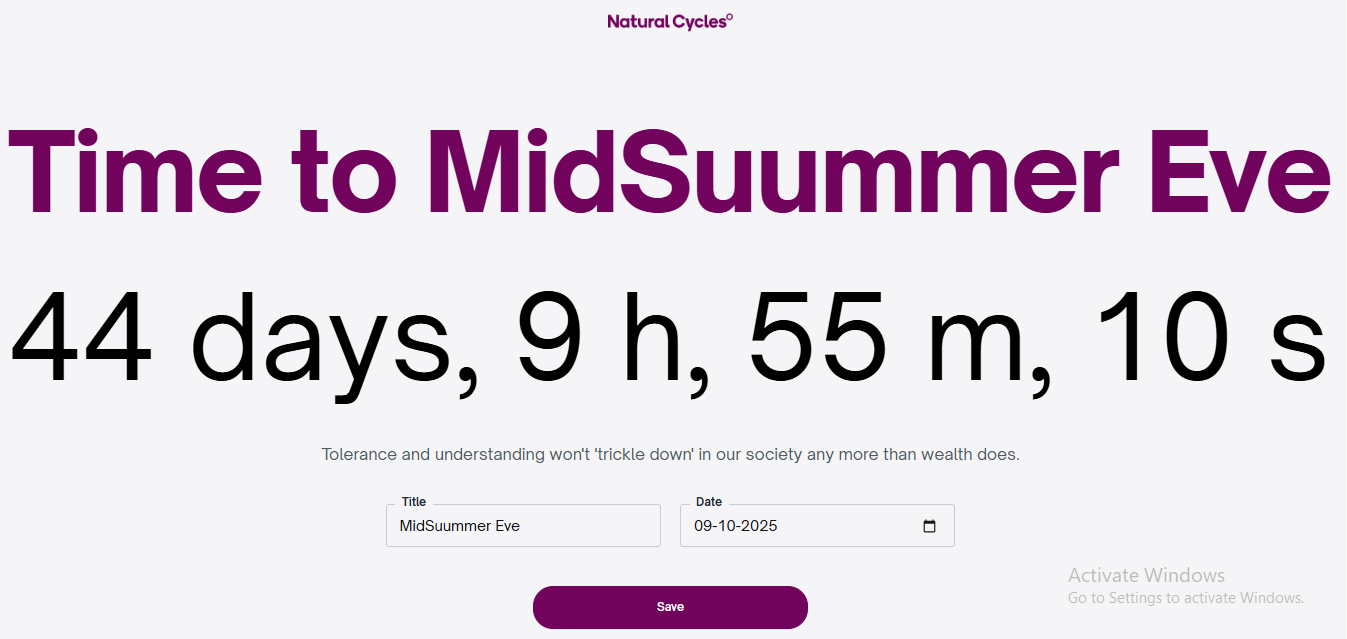 Natural Cycles°
Time to MidSuummer Eve
44 days, 9 h, 55 m, 10 s
Tolerance and understanding won't 'trickle down' in our society any more than wealth does.
Title
Date
MidSuummer Eve
09-10-2025
Activate Windows
Go to Settings to activate Windows.
Save